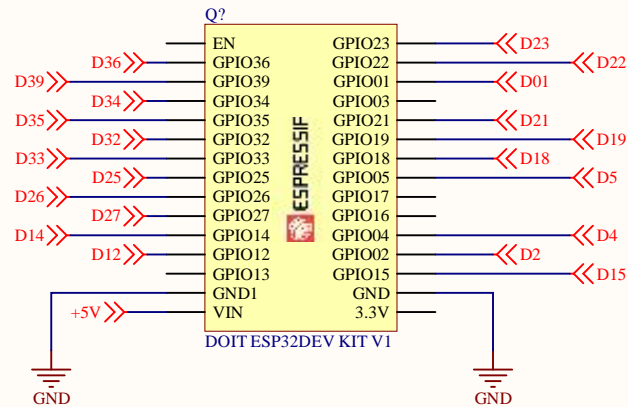 Q?
EN GPIO23 D23
D36 GPIO36 GPIO22 D22
D39 GPIO39 GPIO01 D01
D34 GPIO34 GPIO03
D35 GPIO35 GPIO21 D21
D32 GPIO32 GPIO19 D19
D33 GPIO33 GPIO18 D18
D25 GPIO25 GPIO05 D5
D26 GPIO26 GPIO17
D27 GPIO27 GPIO16
D14 GPIO14 GPIO04 D4
D12 GPIO12 GPIO02 D2
GPIO13 GPIO15 D15
GND1 GND
+5V VIN 3.3V
ESPRESSIF
DOIT ESP32DEV KIT V1
GND GND